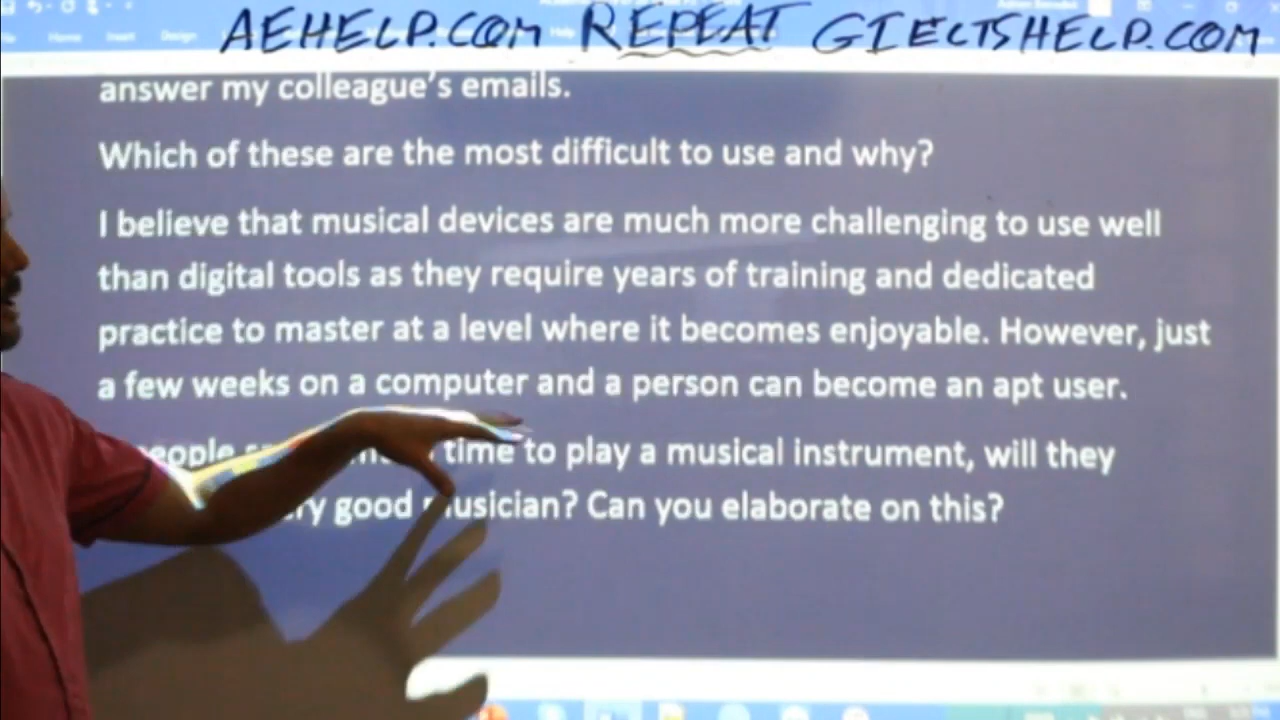 AEHELP.COM REPEAT GIELTSHELP.COM
Home Insert Design Help
answer my colleague's emails.
Which of these are the most difficult to use and why?
I believe that musical devices are much more challenging to use well
than digital tools as they require years of training and dedicated
practice to master at a level where it becomes enjoyable. However, just
a few weeks on a computer and a person can become an apt user.
time to play a musical instrument, will they
good musician? Can you elaborate on this?